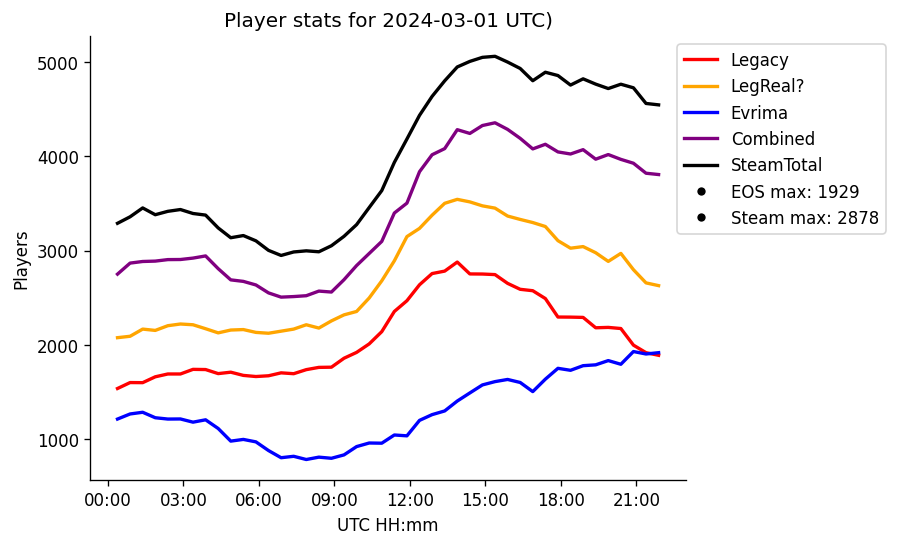 Player stats for 2024-03-01 UTC)
Players
5000
4000
3000
2000
1000
00:00 03:00 06:00 09:00 12:00 15:00 18:00 21:00
UTC HH:mm
Legacy
LegReal?
Evrima
Combined
SteamTotal
EOS max: 1929
Steam max: 2878